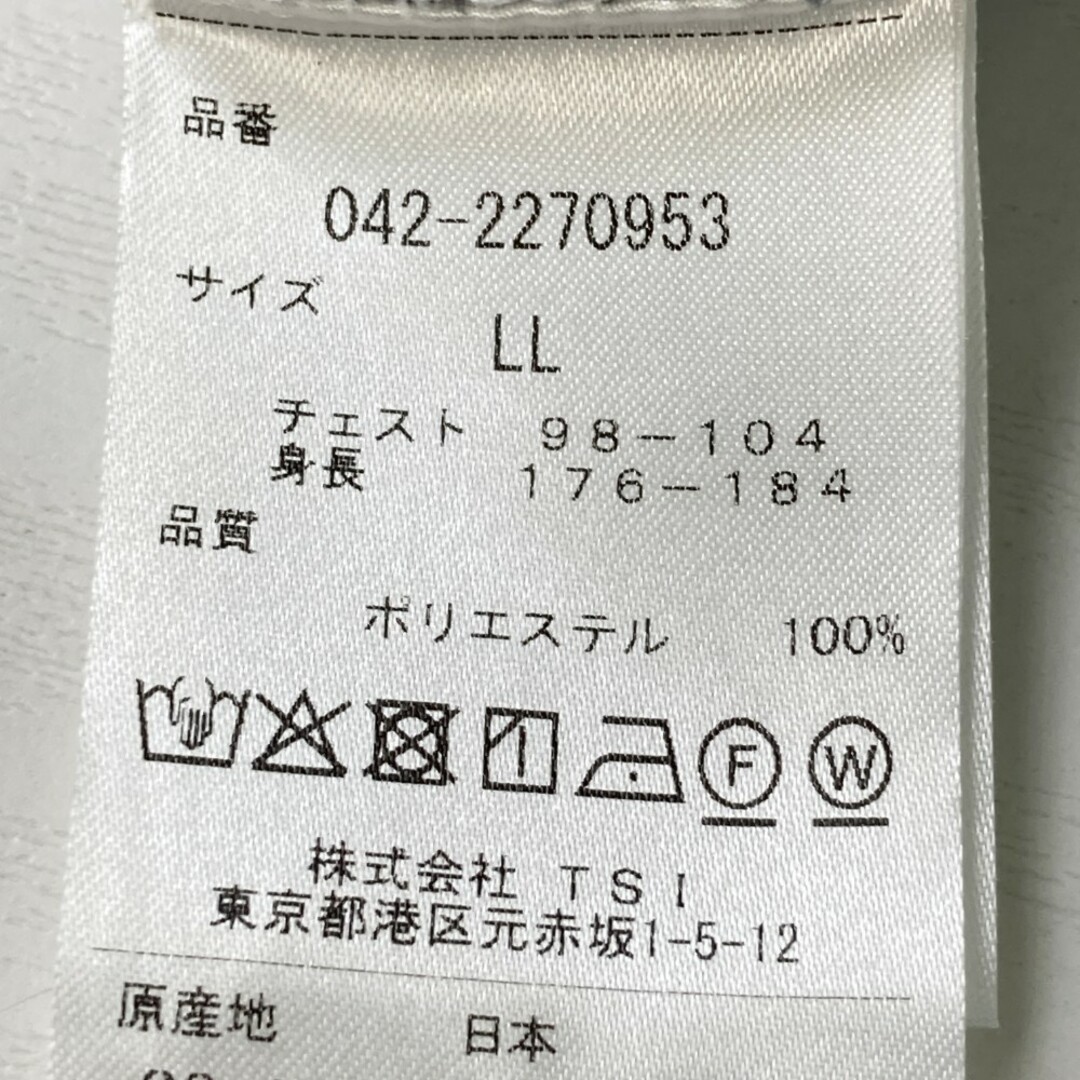 品番
042-2270953
サイズ
LL
チェスト 98-104
身長 176-184
品質
ポリエステル 100%
F W
株式会社 TSI
東京都港区元赤坂1-5-12
原産地 日本